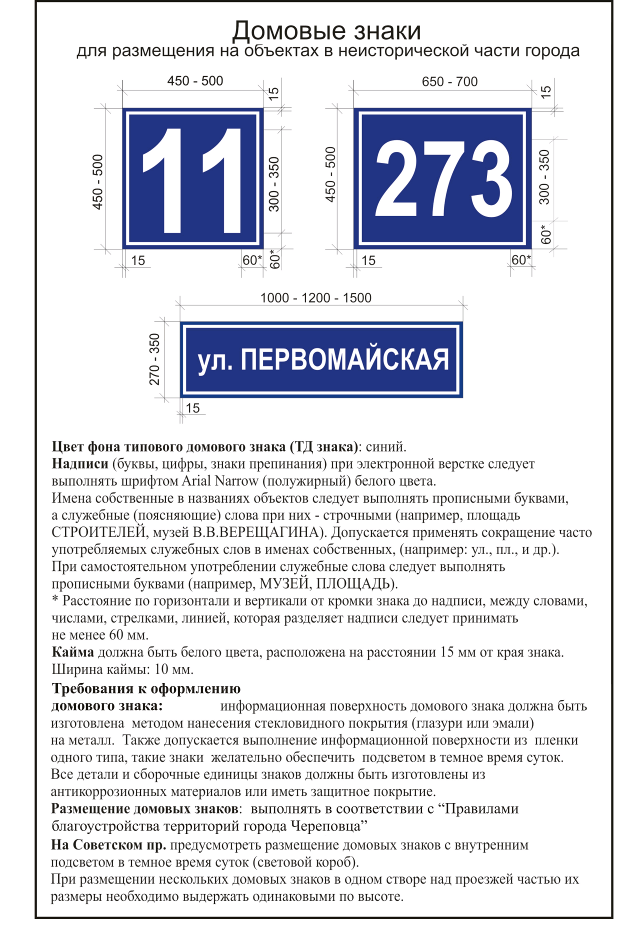 Домовые знаки
для размещения на объектах в неисторической части города
450 - 500
15
450 - 500
11
300 - 350
15
60*
60*
650 - 700
15
450 - 500
273
300 - 350
60*
15
60*
1000 - 1200 - 1500
270 - 350
ул. ПЕРВОМАЙСКАЯ
15
Цвет фона типового домового знака (ТД знака): синий.
Надписи (буквы, цифры, знаки препинания) при электронной верстке следует
выполнять шрифтом Arial Narrow (полужирный) белого цвета.
Имена собственные в названиях объектов следует выполнять прописными буквами,
а служебные (поясняющие) слова при них - строчными (например, площадь
СТРОИТЕЛЕЙ, музей В.В.ВЕРЕЩАГИНА). Допускается применять сокращение часто
употребляемых служебных слов в именах собственных, (например: ул., пл., и др.).
При самостоятельном употреблении служебные слова следует выполнять
прописными буквами (например, МУЗЕЙ, ПЛОЩАДЬ).
* Расстояние по горизонтали и вертикали от кромки знака до надписи, между словами,
числами, стрелками, линией, которая разделяет надписи следует принимать
не менее 60 мм.
Кайма должна быть белого цвета, расположена на расстоянии 15 мм от края знака.
Ширина каймы: 10 мм.
Требования к оформлению
домового знака: информационная поверхность домового знака должна быть
изготовлена методом нанесения стекловидного покрытия (глазури или эмали)
на металл. Также допускается выполнение информационной поверхности из пленки
одного типа, такие знаки желательно обеспечить подсветом в темное время суток.
Все детали и сборочные единицы знаков должны быть изготовлены из
антикоррозионных материалов или иметь защитное покрытие.
Размещение домовых знаков: выполнять в соответствии с “Правилами
благоустройства территорий города Череповца”
На Советском пр. предусмотреть размещение домовых знаков с внутренним
подсветом в темное время суток (световой короб).
При размещении нескольких домовых знаков в одном створе над проезжей частью их
размеры необходимо выдержать одинаковыми по высоте.